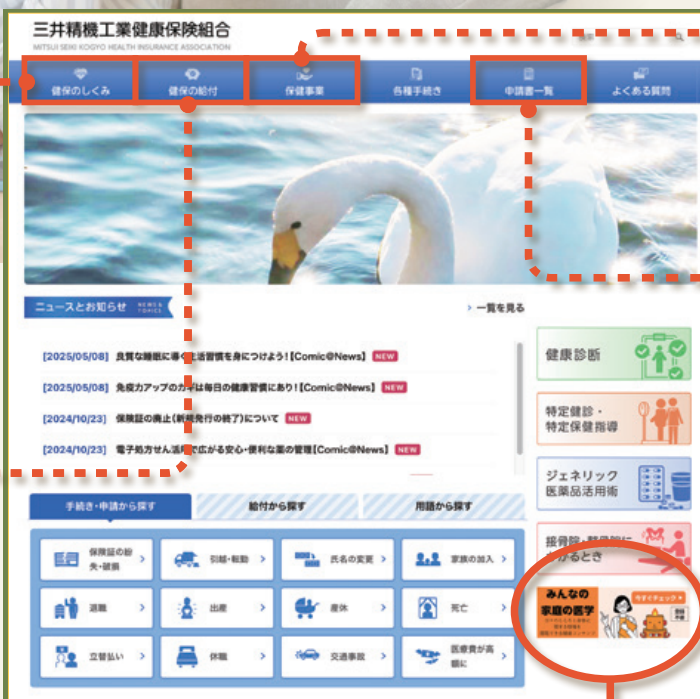 三井精機工業健康保険組合
MITSUI SEIKI KOGYO HEALTH INSURANCE ASSOCIATION
健保のしくみ
健保の給付
保健事業
各種手続き
申請書一覧
よくある質問
ニュースとお知らせ NEWS & TOPICS
一覧を見る
[2025/05/08] 良質な睡眠に導く生活習慣を身につけよう!【Comic@News】 NEW
[2025/05/08] 免疫力アップのカギは毎日の健康習慣にあり!【Comic@News】 NEW
[2024/10/23] 保険証の廃止(新規発行の終了)について NEW
[2024/10/23] 電子処方せん活用で広がる安心・便利な薬の管理【Comic@News】 NEW
健康診断
特定健診・
特定保健指導
ジェネリック
医薬品活用術
接骨院・整骨院に
かかるとき
みんなの
家庭の医学
今すぐチェック
登録
不要
手続き・申請から探す
給付から探す
用語から探す
保険証の紛
失・破損
引越・転勤
氏名の変更
家族の加入
退職
出産
産休
死亡
立替払い
休職
交通事故
医療費が高
額に